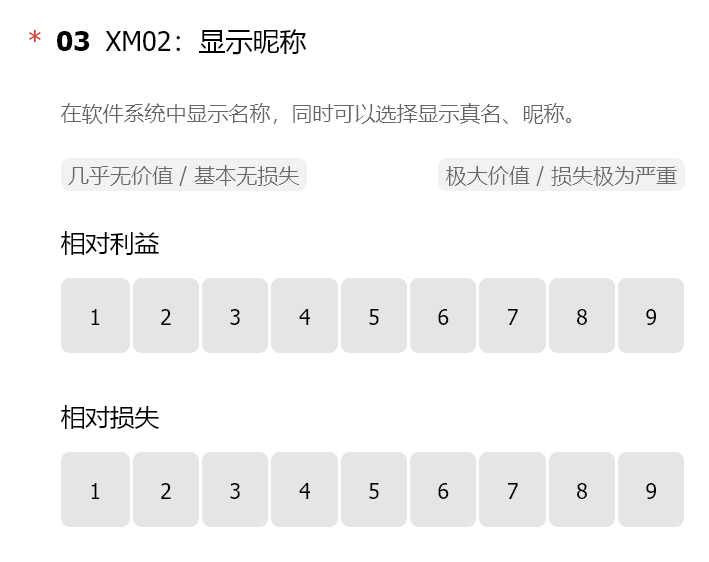 * 03 XM02：显示昵称
在软件系统中显示名称，同时可以选择显示真名、昵称。
几乎无价值 / 基本无损失 极大价值 / 损失极为严重
相对利益
1 2 3 4 5 6 7 8 9
相对损失
1 2 3 4 5 6 7 8 9